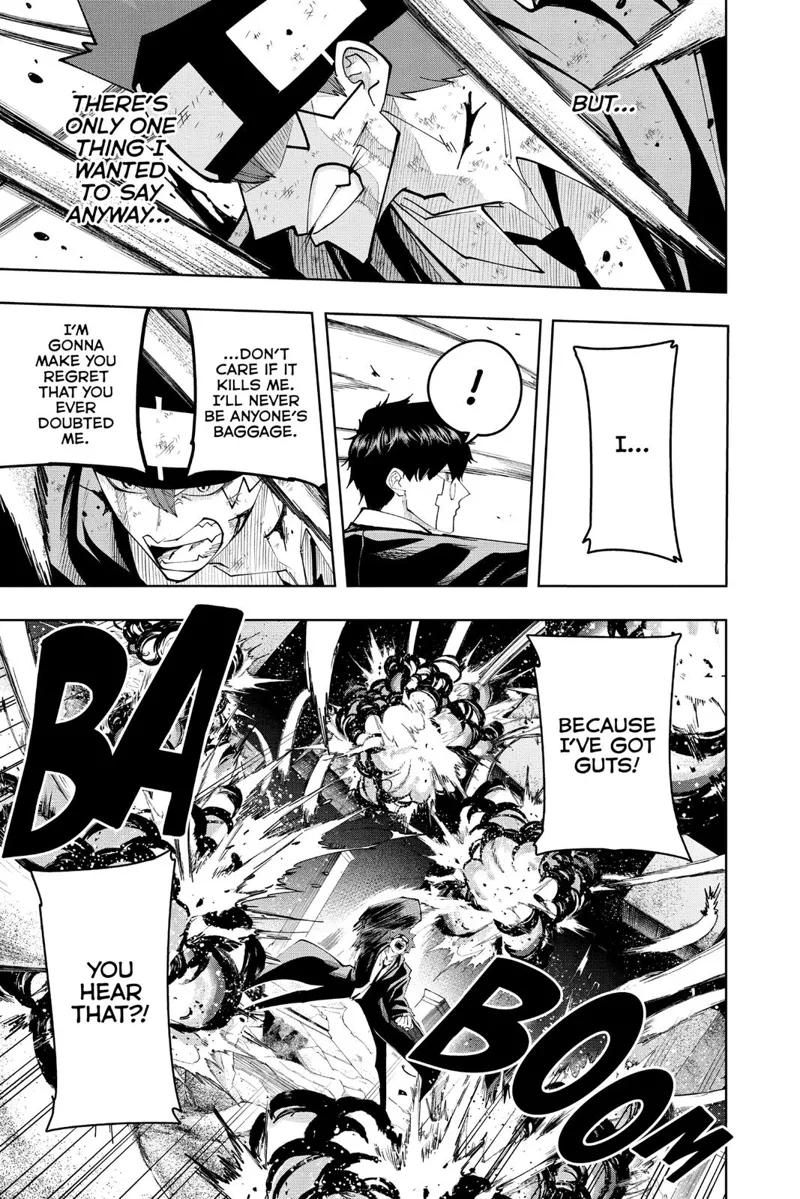 BUT...
THERE'S
ONLY ONE
THING I
WANTED
TO SAY
ANYWAY...
I...
!
...DON'T
CARE IF IT
KILLS ME.
I'LL NEVER
BE ANYONE'S
BAGGAGE.
I'M
GONNA
MAKE YOU
REGRET
THAT YOU
EVER
DOUBTED
ME.
BECAUSE
I'VE GOT
GUTS!
BA
BOOM
YOU
HEAR
THAT?!